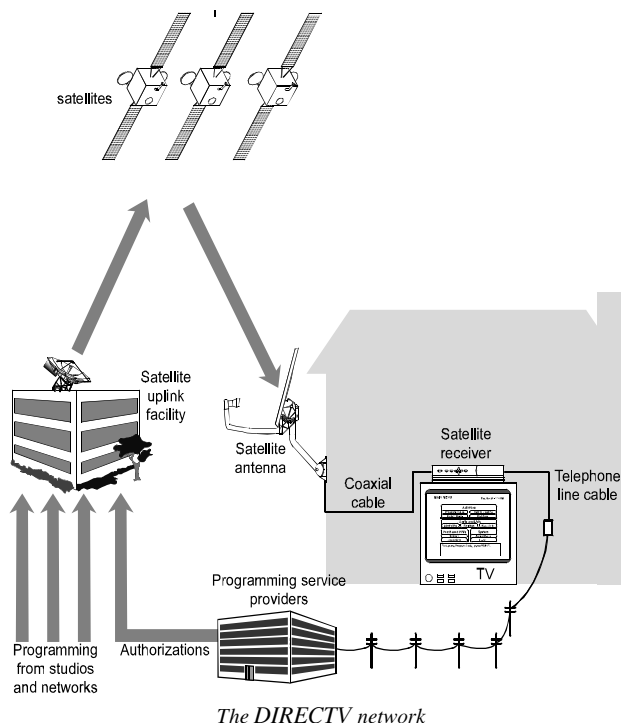 satellites
Satellite
uplink
facility
Satellite
antenna
Satellite
receiver
Coaxial
cable
Telephone
line cable
TV
Programming service
providers
Programming
from studios
and networks
Authorizations
The DIRECTV network